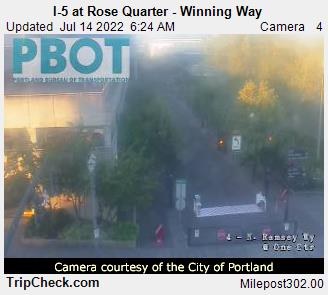 I-5 at Rose Quarter - Winning Way
Updated Jul 14 2022 6:24 AM Camera 4
PBOT
PORTLAND BUREAU OF TRANSPORTATION
4 - N. Ramsey Wy
W One Ctr
Camera courtesy of the City of Portland
TripCheck.com Milepost302.00